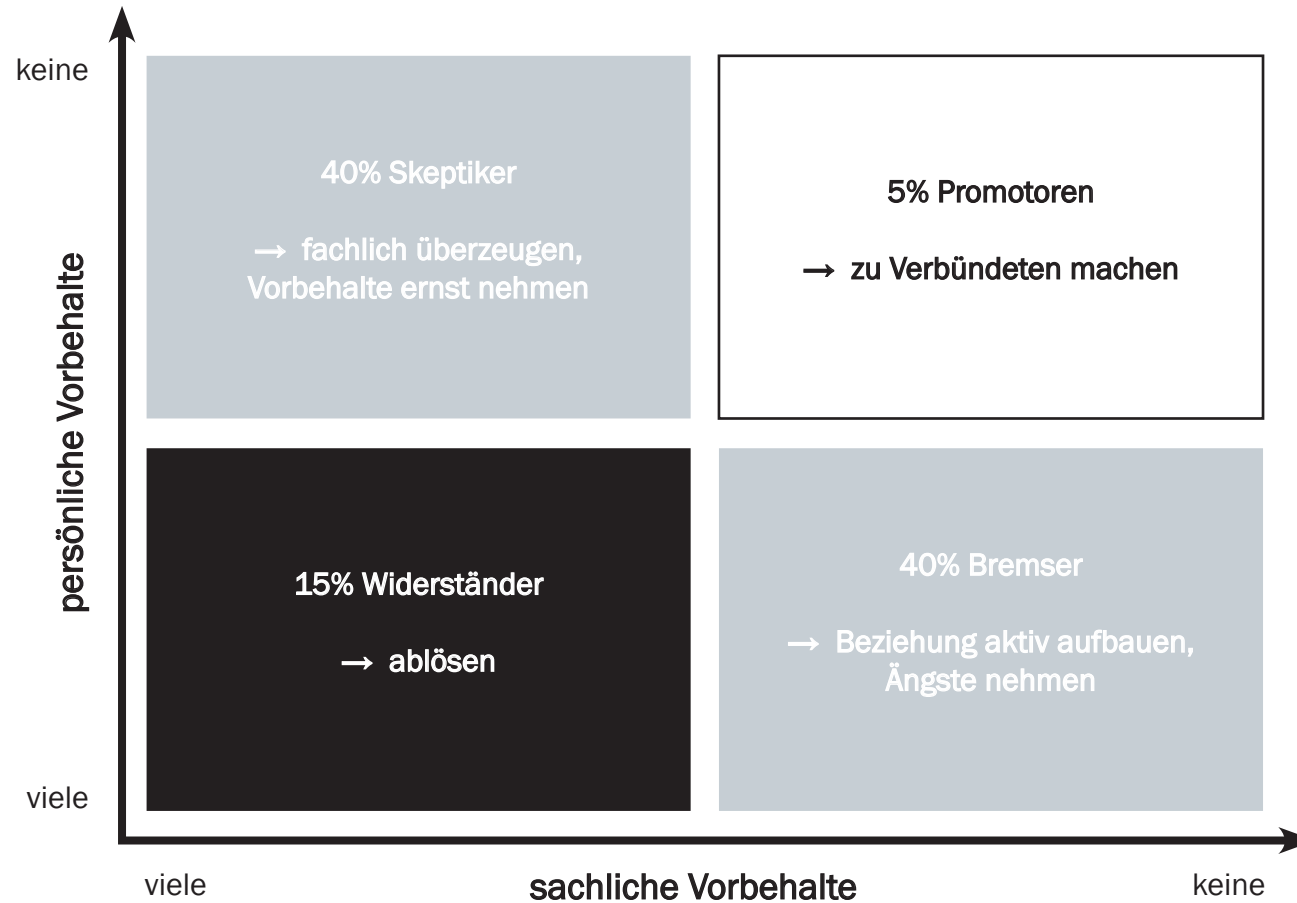 keine
40% Skeptiker
→ fachlich überzeugen,
Vorbehalte ernst nehmen
5% Promotoren
→ zu Verbündeten machen
persönliche Vorbehalte
15% Widerständer
→ ablösen
40% Bremser
→ Beziehung aktiv aufbauen,
Ängste nehmen
viele
viele
sachliche Vorbehalte
keine